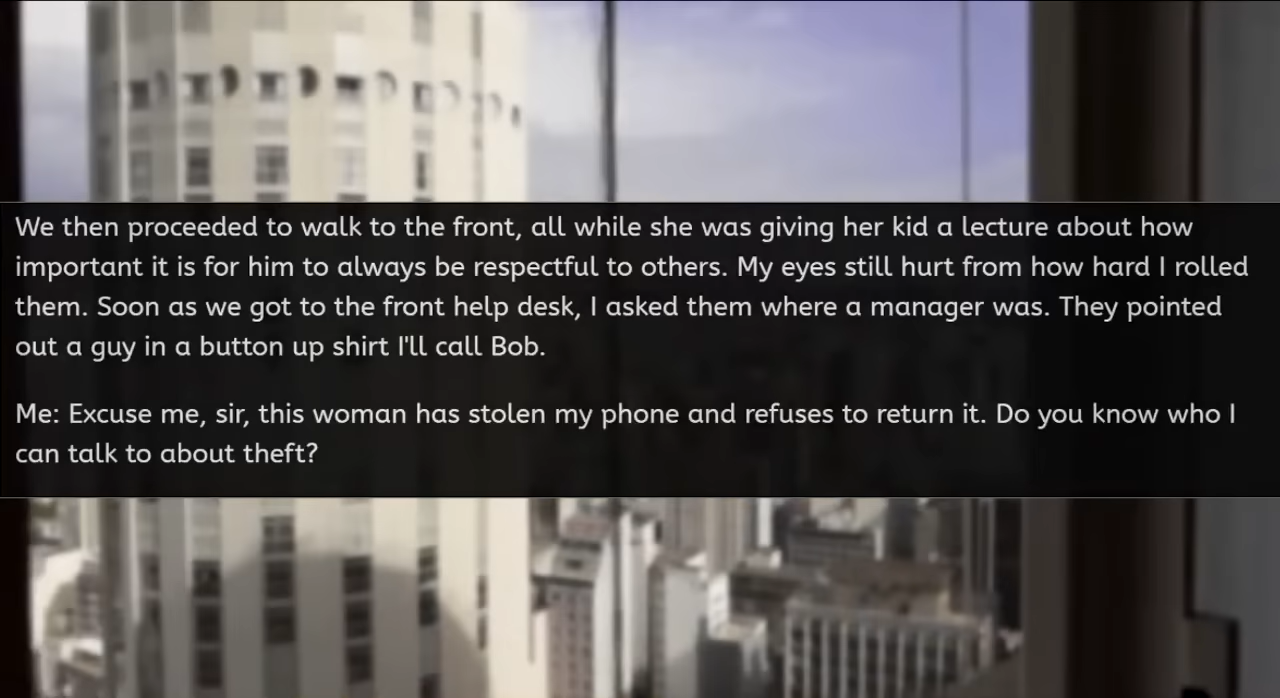 We then proceeded to walk to the front, all while she was giving her kid a lecture about how
important it is for him to always be respectful to others. My eyes still hurt from how hard I rolled
them. Soon as we got to the front help desk, I asked them where a manager was. They pointed
out a guy in a button up shirt I'll call Bob.
Me: Excuse me, sir, this woman has stolen my phone and refuses to return it. Do you know who I
can talk to about theft?